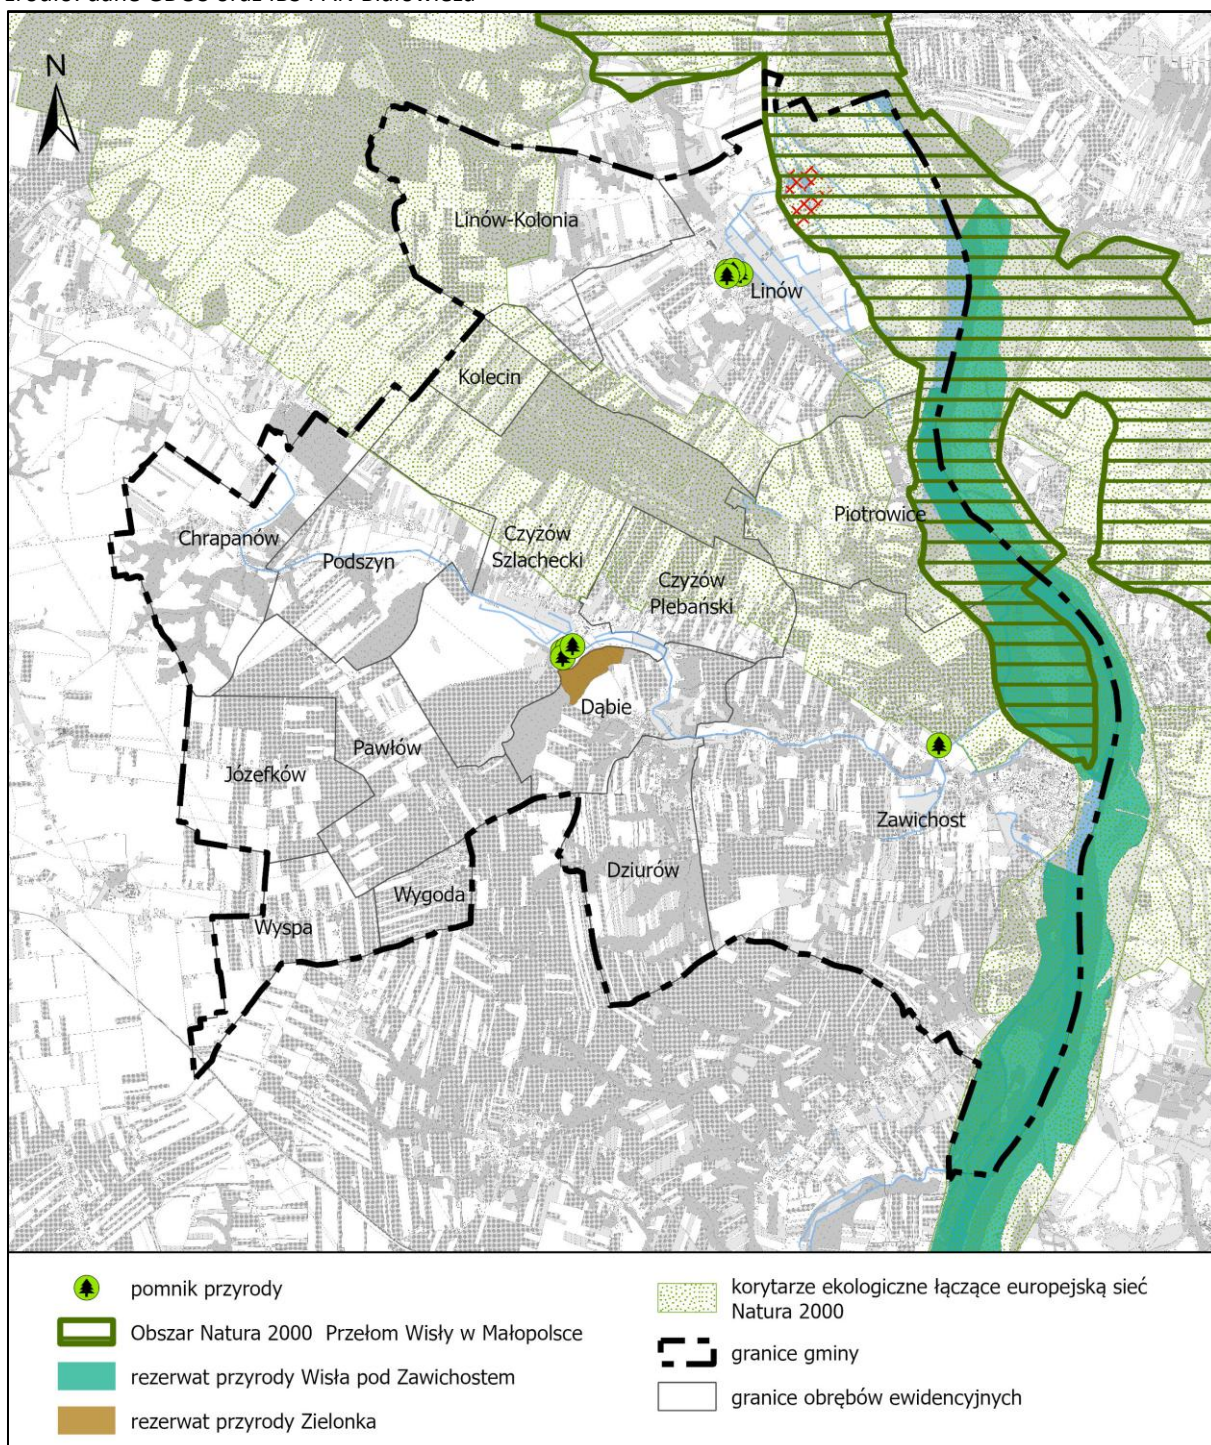 N
Linów-Kolonia
Linów
Kolecin
Chrapanów
Podszyn
Czyżów
Szlachecki
Piotrowice
Czyżów
Plebański
Dąbie
Pawłów
Józefków
Zawichost
Dziurów
Wygoda
Wyspa
pomnik przyrody
Obszar Natura 2000 Przełom Wisły w Małopolsce
rezerwat przyrody Wisła pod Zawichostem
rezerwat przyrody Zielonka
korytarze ekologiczne łączące europejską sieć
Natura 2000
granice gminy
granice obrębów ewidencyjnych